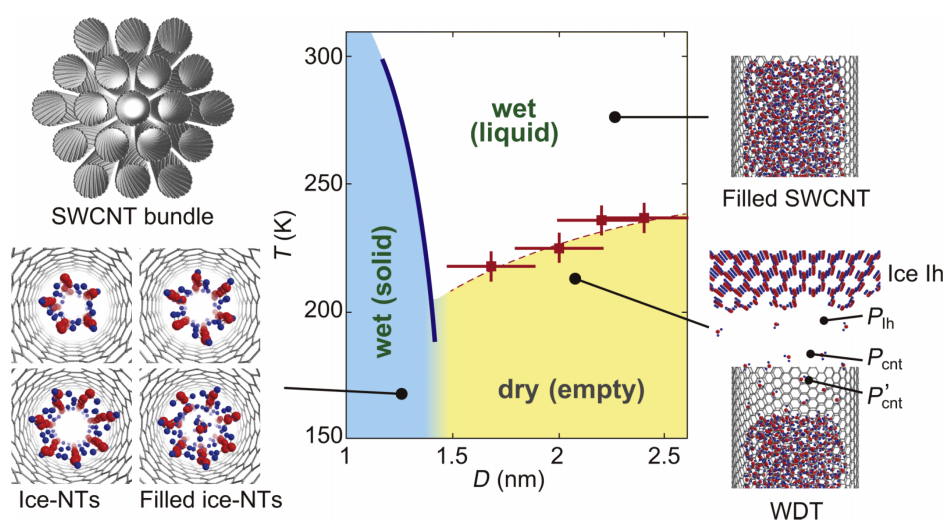 SWCNT bundle
Ice-NTs
Filled ice-NTs
T (K)
300
250
200
150
1
1.5
2
2.5
D (nm)
wet
(liquid)
wet (solid)
dry (empty)
Filled SWCNT
Ice Ih
P_Ih
P_cnt
P'_cnt
WDT